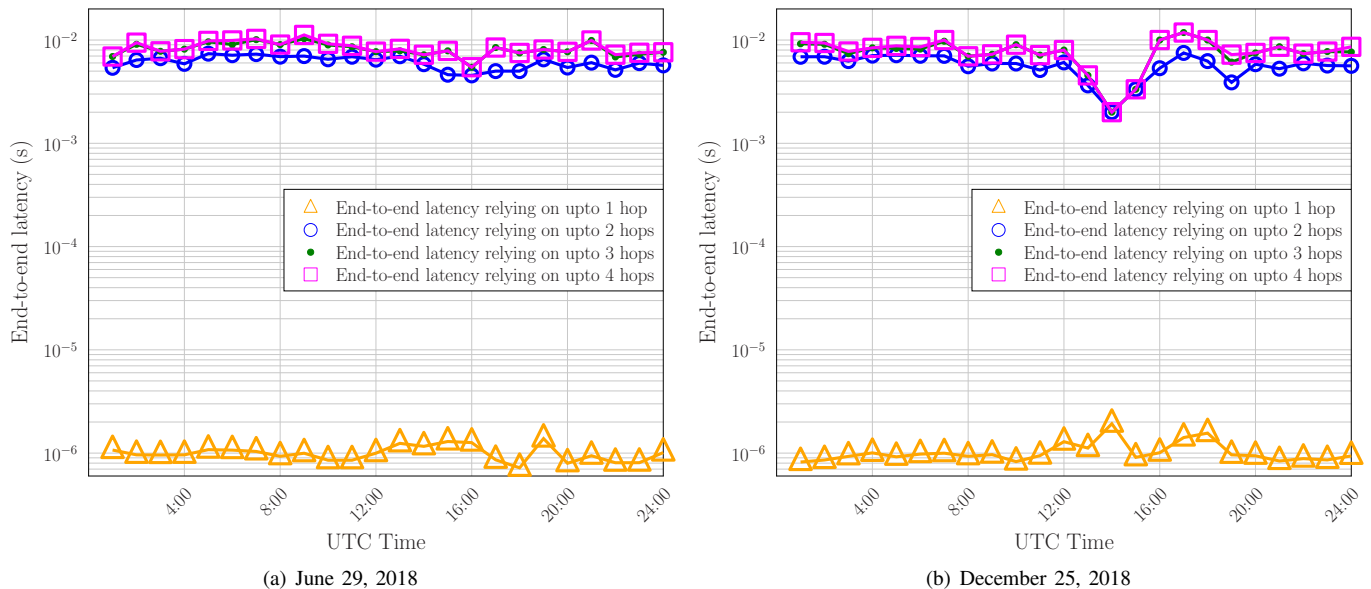 10⁻²
10⁻³
10⁻⁴
10⁻⁵
10⁻⁶
End-to-end latency (s)
End-to-end latency relying on upto 1 hop
End-to-end latency relying on upto 2 hops
End-to-end latency relying on upto 3 hops
End-to-end latency relying on upto 4 hops
4:00 8:00 12:00 16:00 20:00 24:00
UTC Time
(a) June 29, 2018
10⁻²
10⁻³
10⁻⁴
10⁻⁵
10⁻⁶
End-to-end latency (s)
End-to-end latency relying on upto 1 hop
End-to-end latency relying on upto 2 hops
End-to-end latency relying on upto 3 hops
End-to-end latency relying on upto 4 hops
4:00 8:00 12:00 16:00 20:00 24:00
UTC Time
(b) December 25, 2018